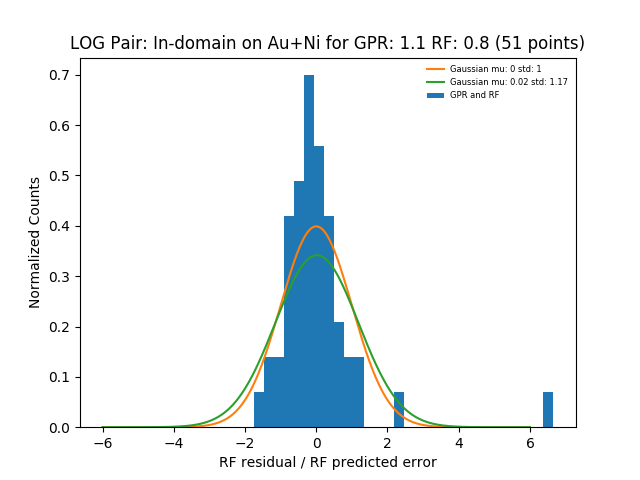 LOG Pair: In-domain on Au+Ni for GPR: 1.1 RF: 0.8 (51 points)
Gaussian mu: 0 std: 1
Gaussian mu: 0.02 std: 1.17
GPR and RF
Normalized Counts
0.7
0.6
0.5
0.4
0.3
0.2
0.1
0.0
−6 −4 −2 0 2 4 6
RF residual / RF predicted error